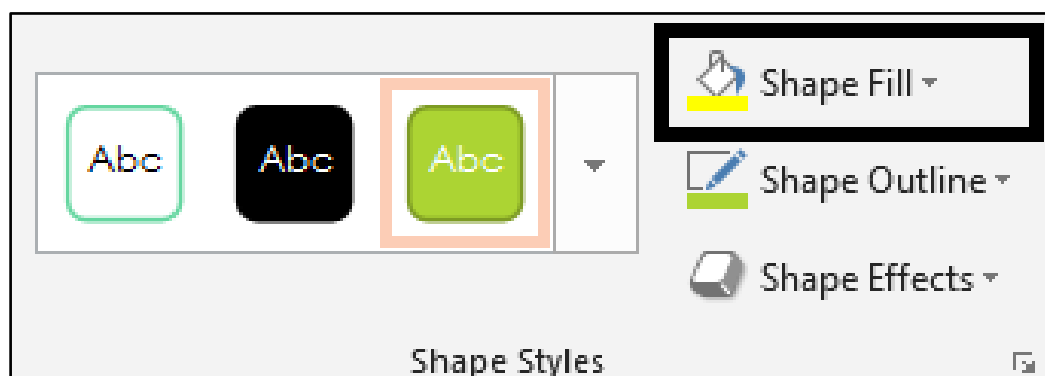 Abc Abc Abc
Shape Fill
Shape Outline
Shape Effects
Shape Styles